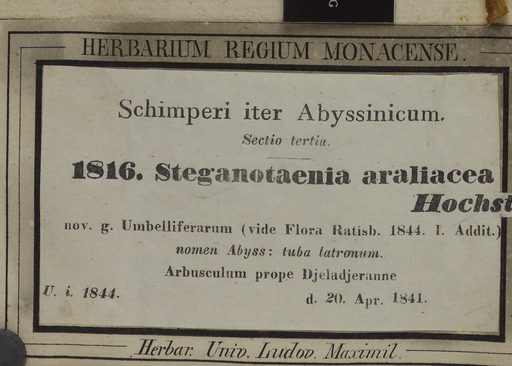 HERBARIUM REGIUM MONACENSE.
Schimperi iter Abyssinicum.
Sectio tertia.
1816. Steganotaenia araliacea
Hochst
nov. g. Umbelliferarum (vide Flora Ratisb. 1844. I. Addit.)
nomen Abyss: tuba latronum.
Arbusculum prope Djeladjeranne
U. i. 1844. d. 20. Apr. 1841.
Herbar. Univ. Ludov. Maximil.